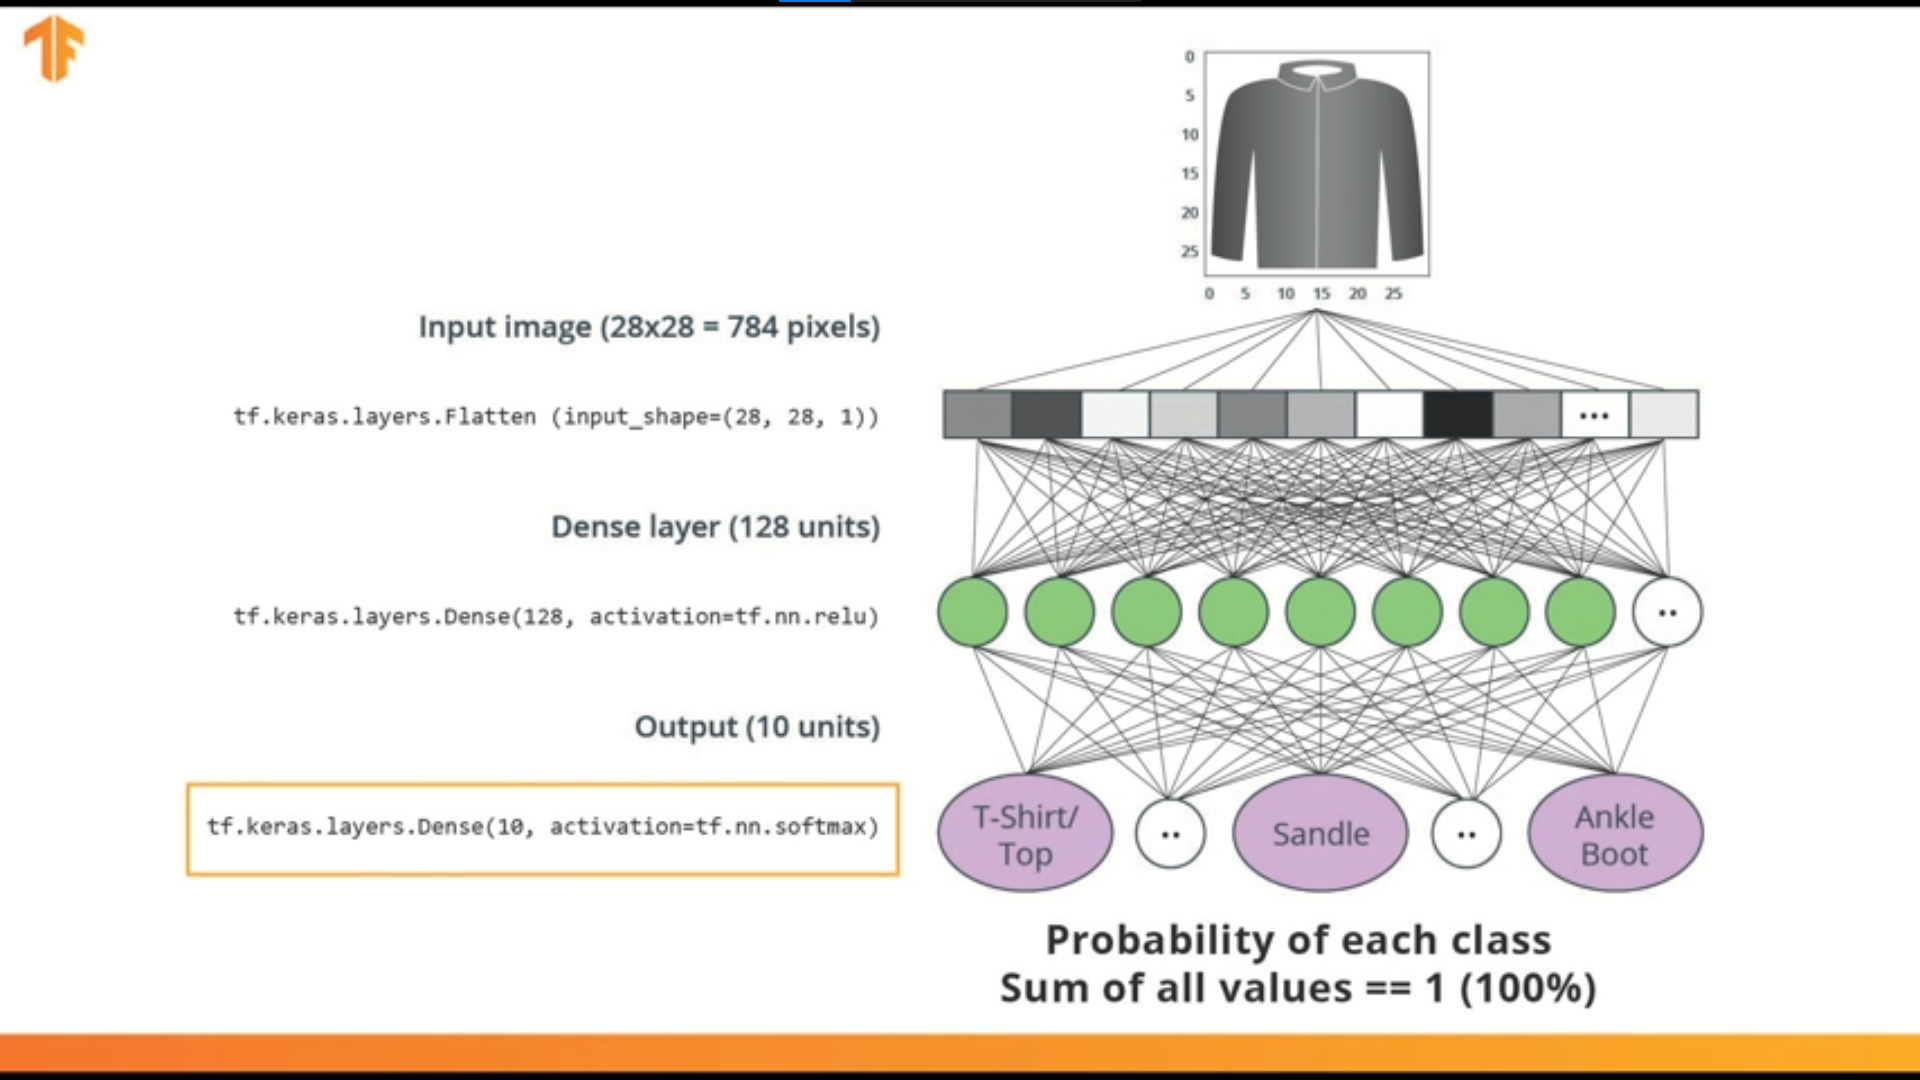 TF
0
5
10
15
20
25
0 5 10 15 20 25
Input image (28x28 = 784 pixels)
tf.keras.layers.Flatten (input_shape=(28, 28, 1))
...
Dense layer (128 units)
tf.keras.layers.Dense(128, activation=tf.nn.relu)
..
Output (10 units)
tf.keras.layers.Dense(10, activation=tf.nn.softmax)
T-Shirt/
Top
..
Sandle
..
Ankle
Boot
Probability of each class
Sum of all values == 1 (100%)